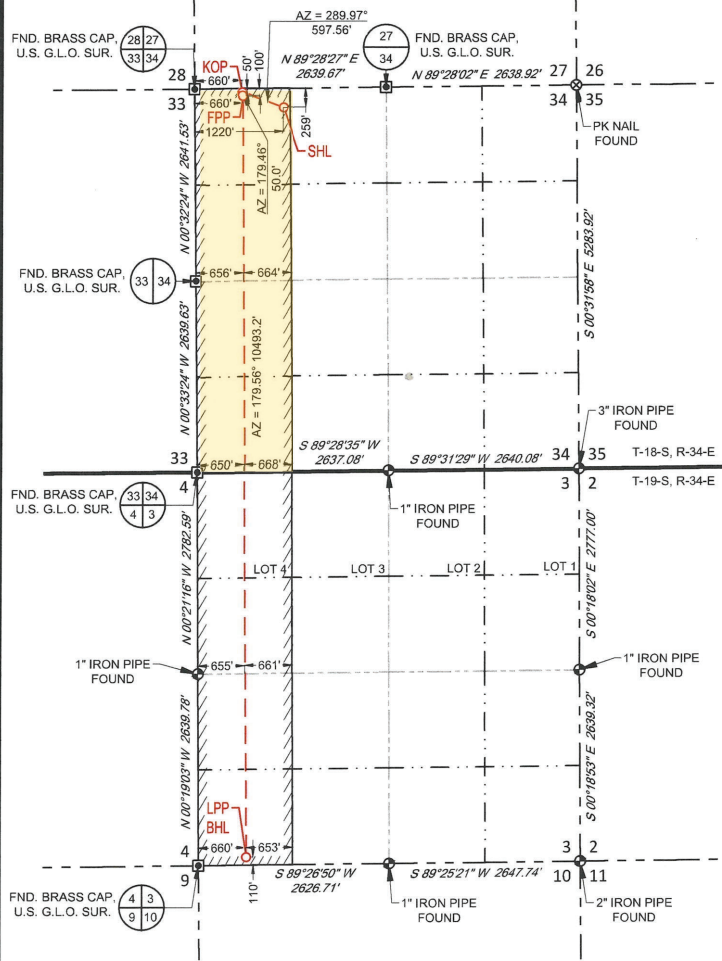 AZ = 289.97°
597.56'
FND. BRASS CAP,
U.S. G.L.O. SUR.
28 27
33 34
50'
100'
N 89°28'27" E
2639.67'
27
34
FND. BRASS CAP,
U.S. G.L.O. SUR.
N 89°28'02" E 2638.92'
27 26
34 35
28
33
KOP
660'
660'
FPP
1220'
259'
SHL
AZ = 179.46°
50.0'
PK NAIL
FOUND
N 00°32'24" W 2641.53'
S 00°31'58" E 5283.92'
FND. BRASS CAP,
U.S. G.L.O. SUR.
33 34
656' 664'
N 00°33'24" W 2639.63'
AZ = 179.56° 10493.2'
3" IRON PIPE
FOUND
33
4
650' 668'
S 89°28'35" W
2637.08'
S 89°31'29" W 2640.08'
34 35
3 2
T-18-S, R-34-E
T-19-S, R-34-E
FND. BRASS CAP,
U.S. G.L.O. SUR.
33 34
4 3
1" IRON PIPE
FOUND
N 00°21'16" W 2782.59'
LOT 4
LOT 3
LOT 2
LOT 1
S 00°18'02" E 2777.00'
1" IRON PIPE
FOUND
655' 661'
1" IRON PIPE
FOUND
N 00°19'03" W 2639.78'
S 00°18'53" E 2639.32'
LPP
BHL
4
9
660' 653'
110'
S 89°26'50" W
2626.71'
S 89°25'21" W 2647.74'
3 2
10 11
FND. BRASS CAP,
U.S. G.L.O. SUR.
4 3
9 10
1" IRON PIPE
FOUND
2" IRON PIPE
FOUND